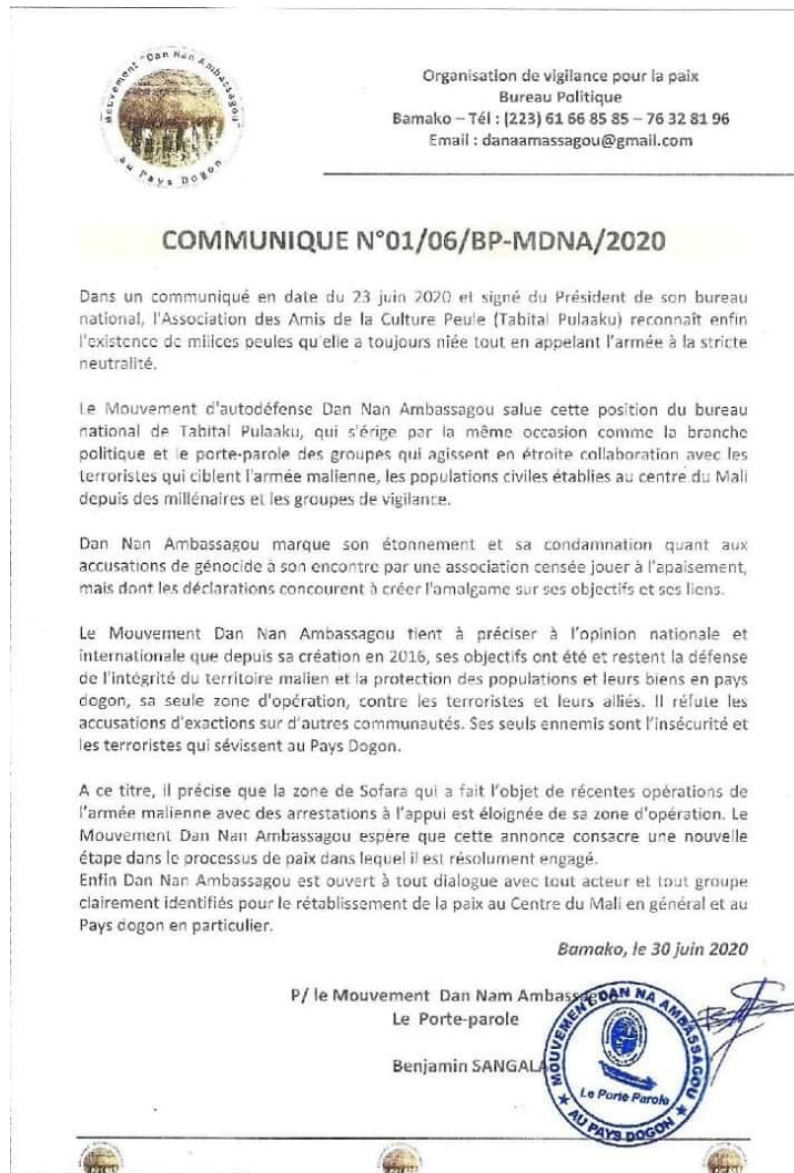 Mouvement "Dan Nan Ambassagou"
au Pays Dogon
Organisation de vigilance pour la paix
Bureau Politique
Bamako – Tél : (223) 61 66 85 85 – 76 32 81 96
Email : danaamassagou@gmail.com
COMMUNIQUE N°01/06/BP-MDNA/2020
Dans un communiqué en date du 23 juin 2020 et signé du Président de son bureau
national, l'Association des Amis de la Culture Peule (Tabital Pulaaku) reconnaît enfin
l'existence de milices peules qu'elle a toujours niée tout en appelant l'armée à la stricte
neutralité.
Le Mouvement d'autodéfense Dan Nan Ambassagou salue cette position du bureau
national de Tabital Pulaaku, qui s'érige par la même occasion comme la branche
politique et le porte-parole des groupes qui agissent en étroite collaboration avec les
terroristes qui ciblent l'armée malienne, les populations civiles établies au centre du Mali
depuis des millénaires et les groupes de vigilance.
Dan Nan Ambassagou marque son étonnement et sa condamnation quant aux
accusations de génocide à son encontre par une association censée jouer à l'apaisement,
mais dont les déclarations concourent à créer l'amalgame sur ses objectifs et ses liens.
Le Mouvement Dan Nan Ambassagou tient à préciser à l'opinion nationale et
internationale que depuis sa création en 2016, ses objectifs ont été et restent la défense
de l'intégrité du territoire malien et la protection des populations et leurs biens en pays
dogon, sa seule zone d'opération, contre les terroristes et leurs alliés. Il réfute les
accusations d'exactions sur d'autres communautés. Ses seuls ennemis sont l'insécurité et
les terroristes qui sévissent au Pays Dogon.
A ce titre, il précise que la zone de Sofara qui a fait l'objet de récentes opérations de
l'armée malienne avec des arrestations à l'appui est éloignée de sa zone d'opération. Le
Mouvement Dan Nan Ambassagou espère que cette annonce consacre une nouvelle
étape dans le processus de paix dans lequel il est résolument engagé.
Enfin Dan Nan Ambassagou est ouvert à tout dialogue avec tout acteur et tout groupe
clairement identifiés pour le rétablissement de la paix au Centre du Mali en général et au
Pays dogon en particulier.
Bamako, le 30 juin 2020
P/ le Mouvement Dan Nam
Le Porte-parole
Benjamin
MOUVEMENT DAN NA AMBASSAGOU
Le Porte Parole
AU PAYS DOGON